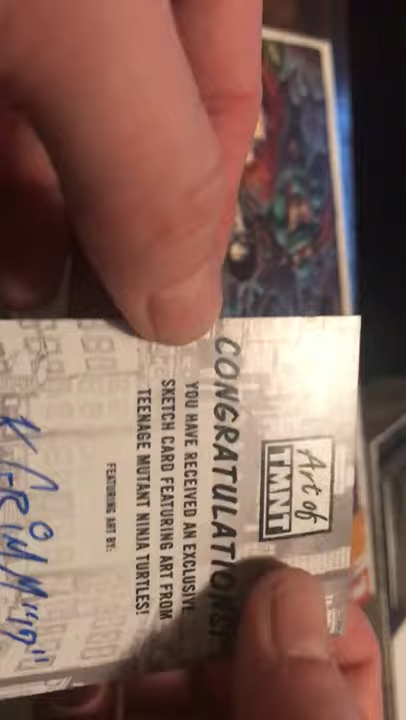 Art of
TMNT
CONGRATULATIONS!
YOU HAVE RECEIVED AN EXCLUSIVE
SKETCH CARD FEATURING ART FROM
TEENAGE MUTANT NINJA TURTLES!
FEATURING ART BY: